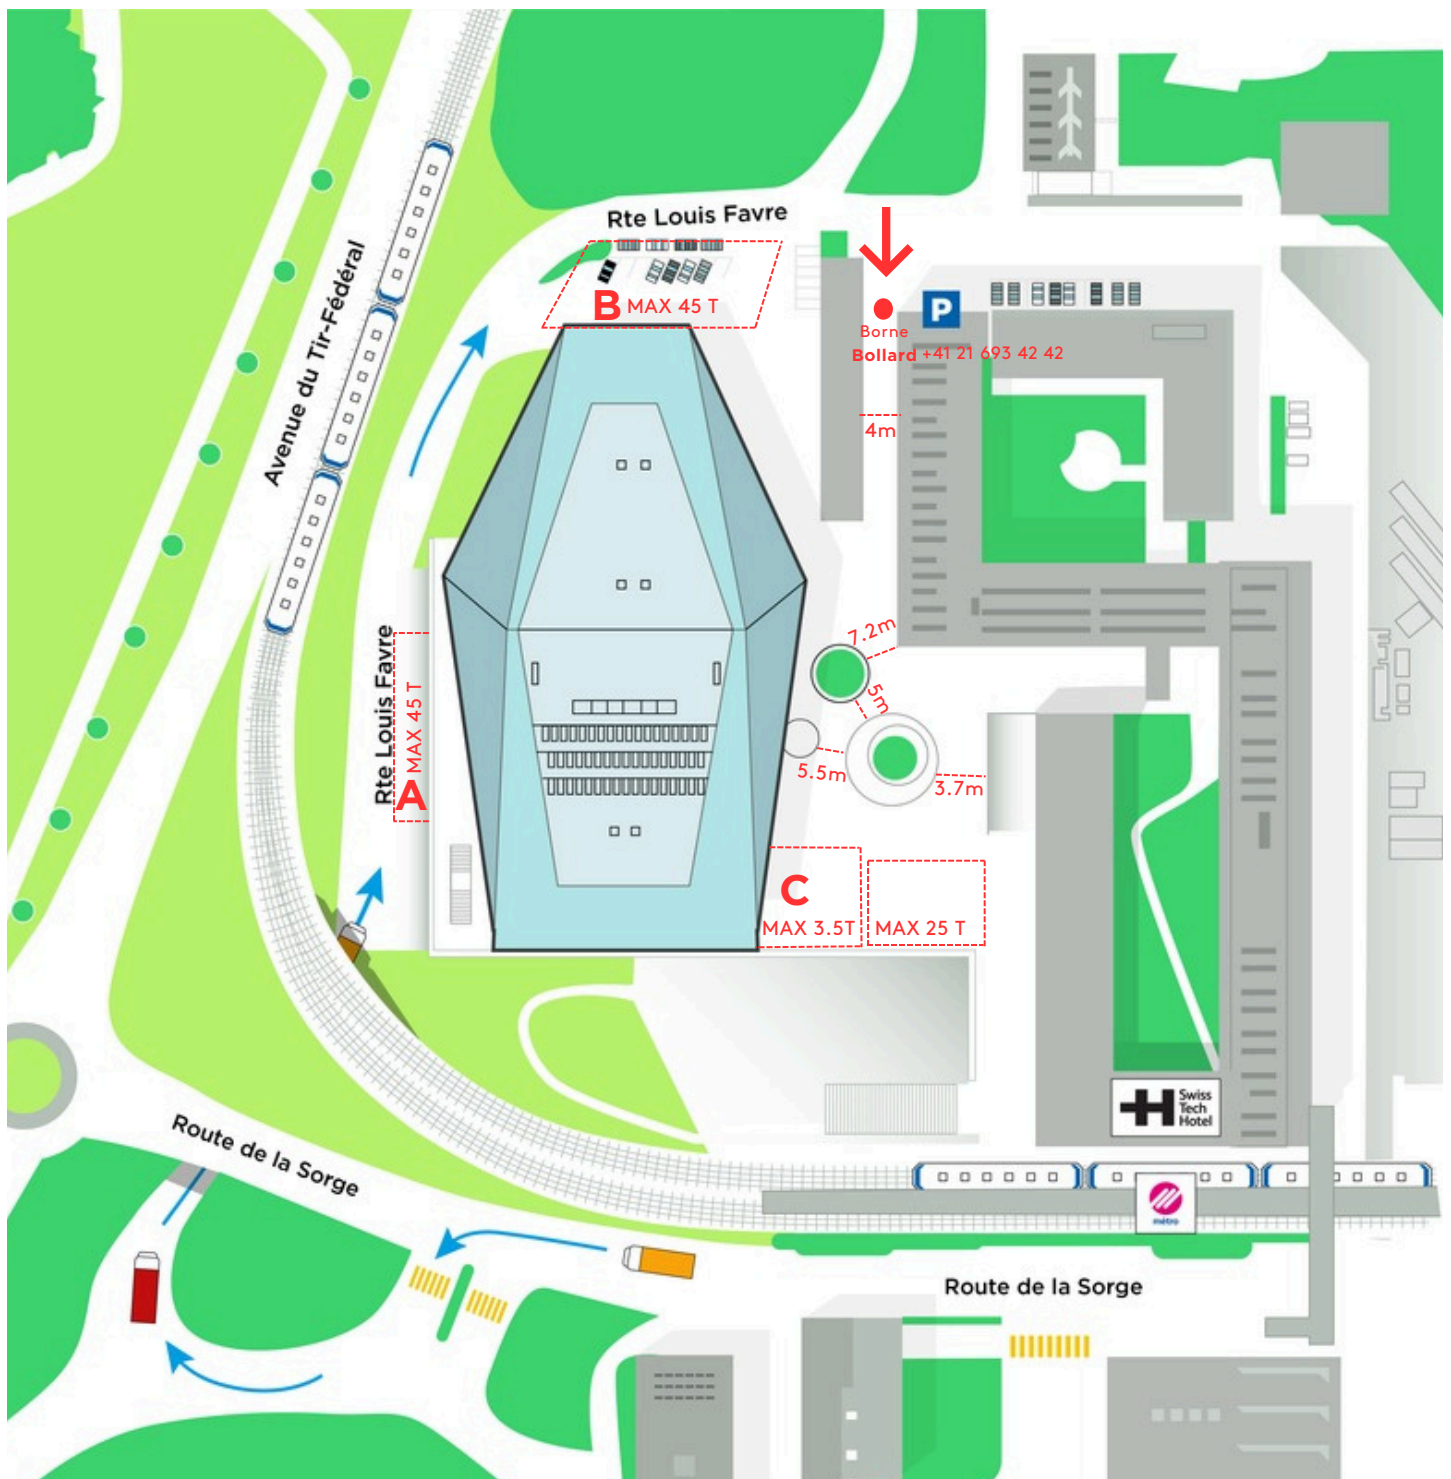 Rte Louis Favre
B MAX 45 T
P
Borne
Bollard +41 21 693 42 42
4m
Avenue du Tir-Fédéral
7.2m
5m
5.5m
3.7m
Rte Louis Favre
A MAX 45 T
C
MAX 3.5T
MAX 25 T
Swiss
Tech
Hotel
métro
Route de la Sorge
Route de la Sorge